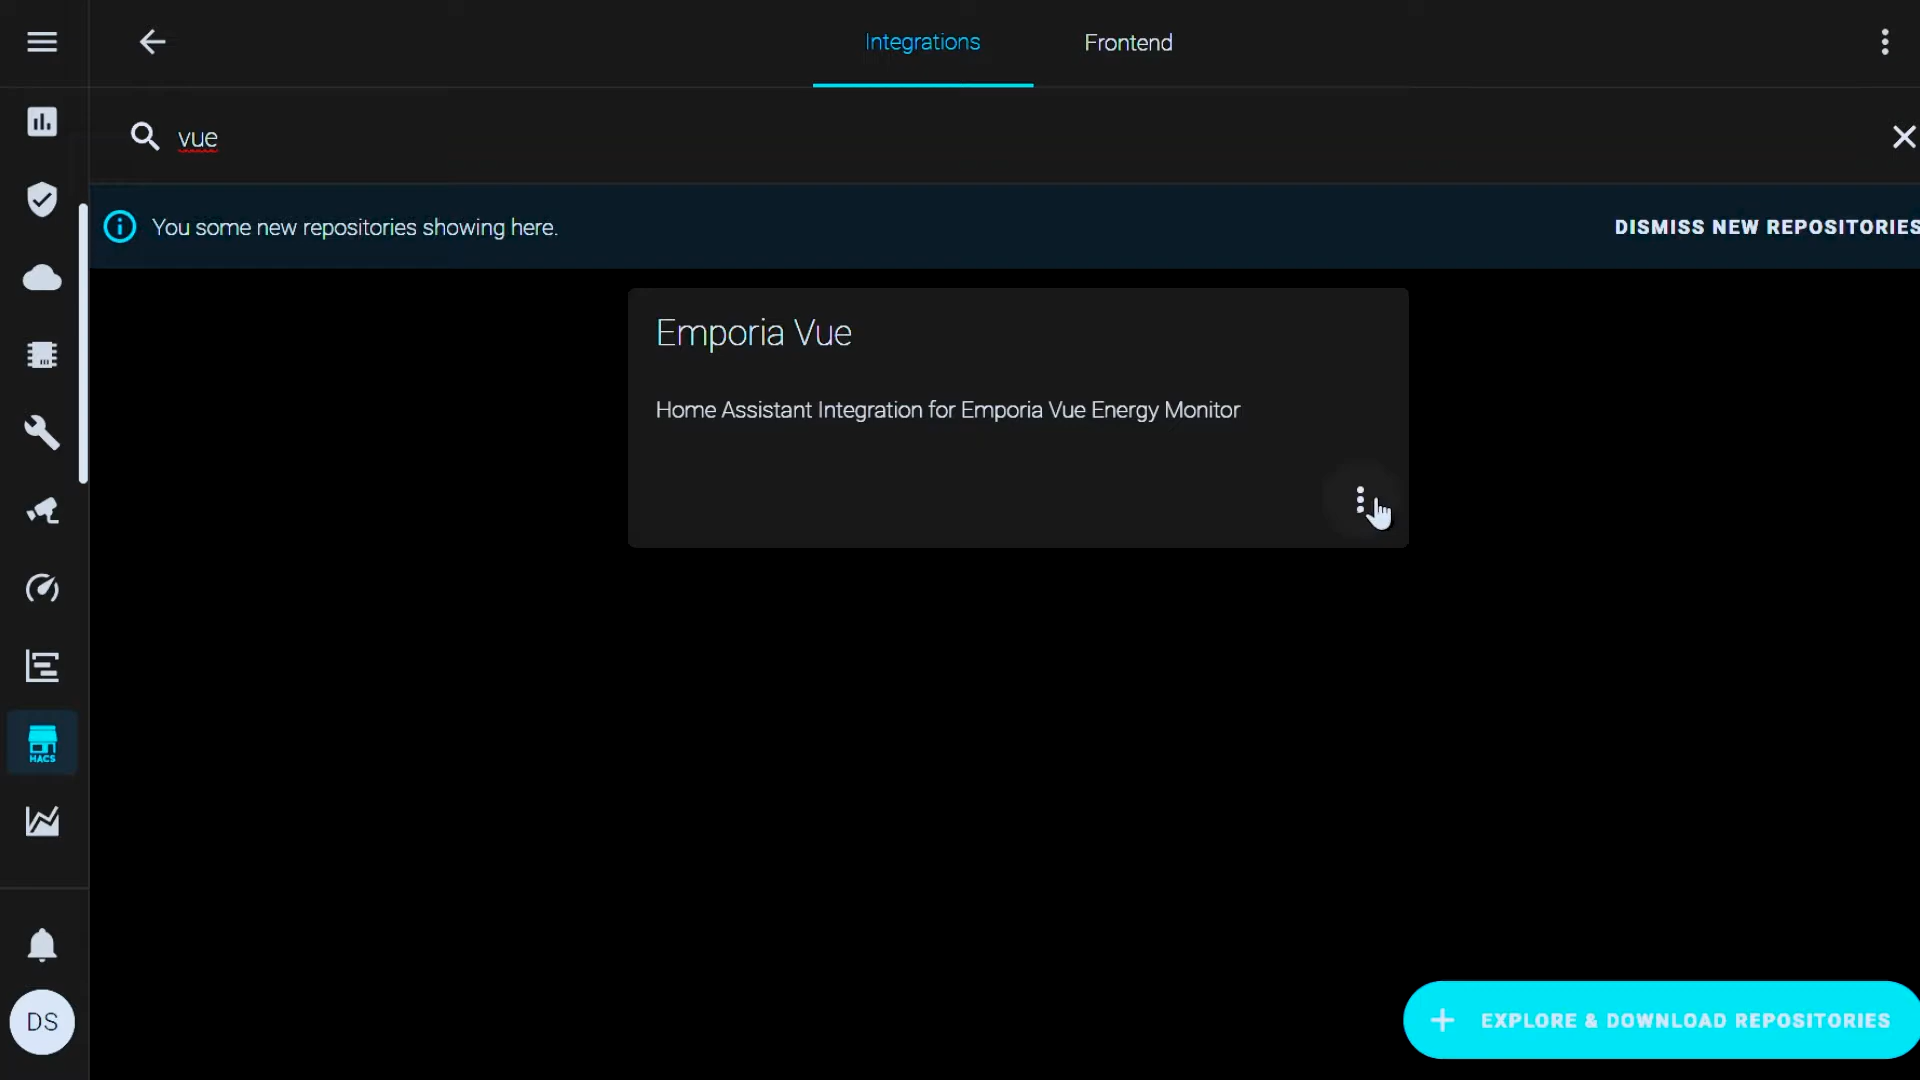 Integrations
Frontend
vue
You some new repositories showing here.
DISMISS NEW REPOSITORIES
Emporia Vue
Home Assistant Integration for Emporia Vue Energy Monitor
HACS
DS
EXPLORE & DOWNLOAD REPOSITORIES